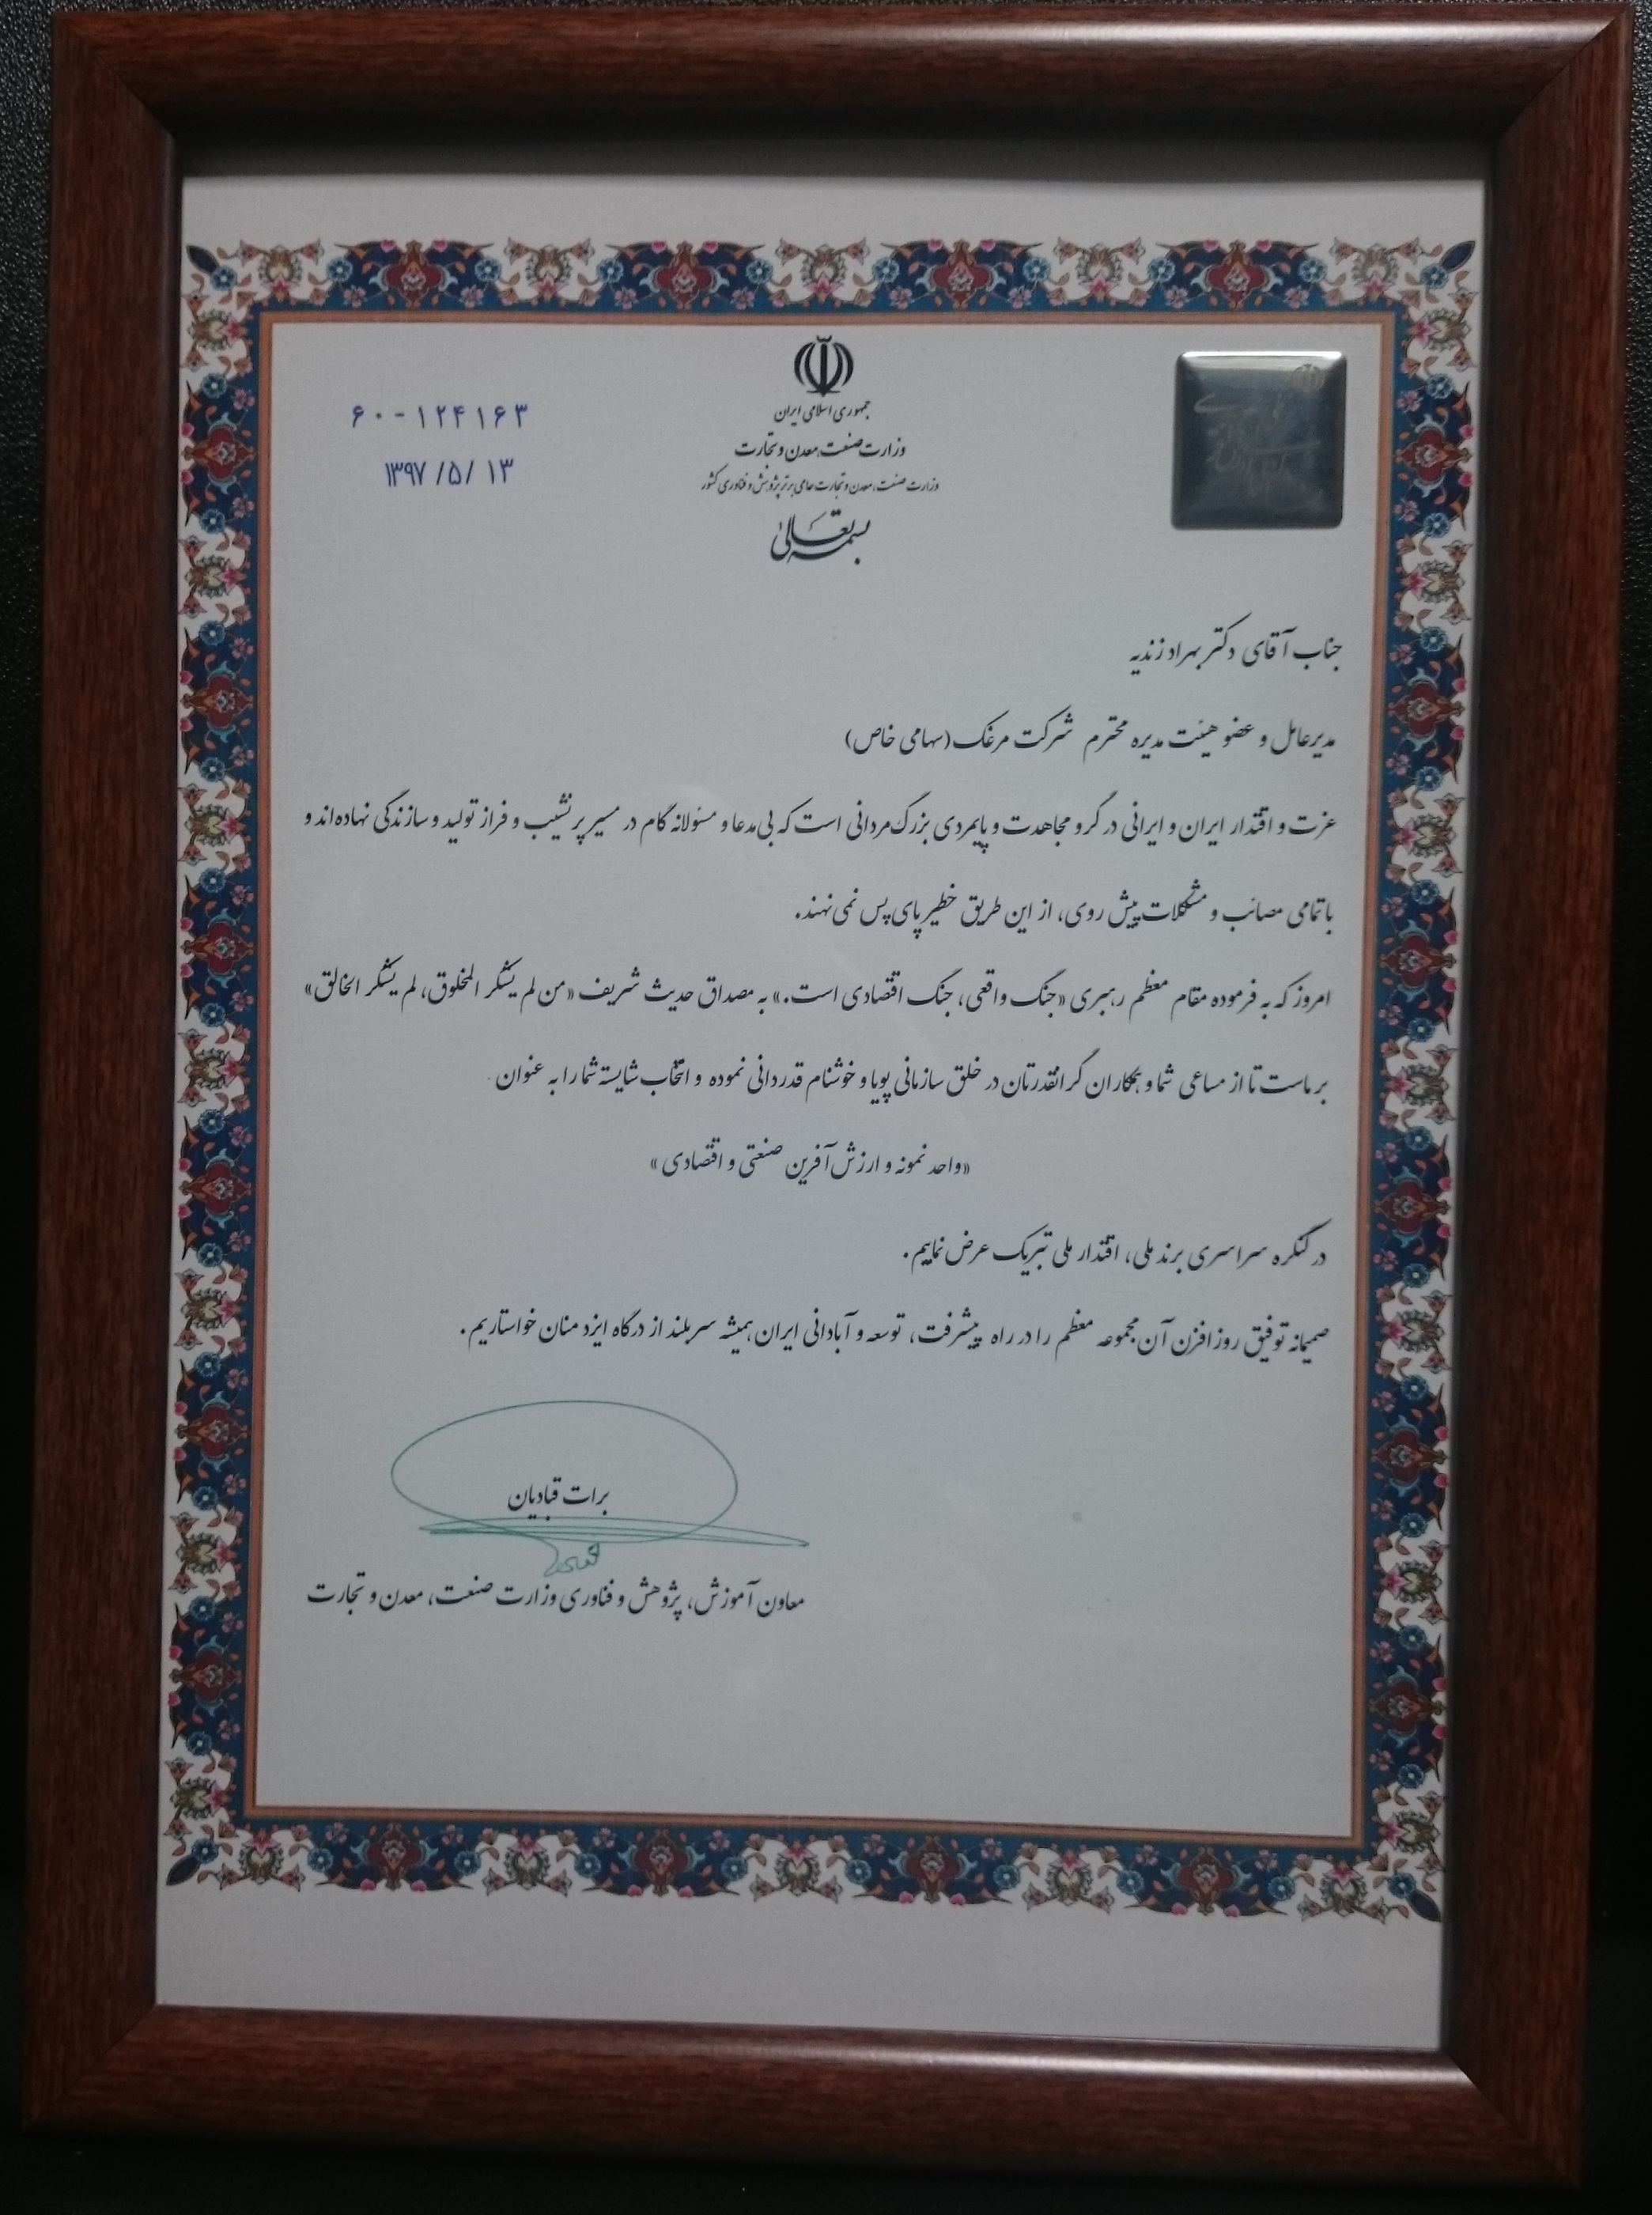 جمهوری اسلامی ایران
وزارت صنعت، معدن و تجارت
وزارت صنعت، معدن و تجارت حامی برتر پژوهش و فناوری کشور
بسمه تعالی
۶۰-۱۲۴۱۶۳
۱۳۹۷/۵/۱۳
جناب آقای دکتر بهراد زندیه
مدیرعامل و عضو هیئت مدیره محترم شرکت مرغک (سهامی خاص)
عزت و اقتدار ایران و ایرانی در گرو مجاهدت و پایمردی بزرگ مردانی است که بی مدعا و مسئولانه گام در مسیر پر نشیب و فراز تولید و سازندگی نهاده اند و
با تمامی مصائب و مشکلات پیش روی، از این طریق خطیر پای پس نمی نهند.
امروز که به فرموده مقام معظم رهبری «جنگ واقعی، جنگ اقتصادی است.» به مصداق حدیث شریف «من لم یشکر المخلوق، لم یشکر الخالق»
بر ماست تا از مساعی شما و همکاران گرانقدرتان در خلق سازمانی پویا و خوشنام قدردانی نموده و انتخاب شایسته شما را به عنوان
«واحد نمونه و ارزش آفرین صنعتی و اقتصادی»
در کنگره سراسری برند ملی، اقتدار ملی تبریک عرض نماییم.
صمیمانه توفیق روز افزن آن مجموعه معظم را در راه پیشرفت، توسعه و آبادانی ایران همیشه سربلند از درگاه ایزد منان خواستاریم.
برات قبادیان
معاون آموزش، پژوهش و فناوری وزارت صنعت، معدن و تجارت